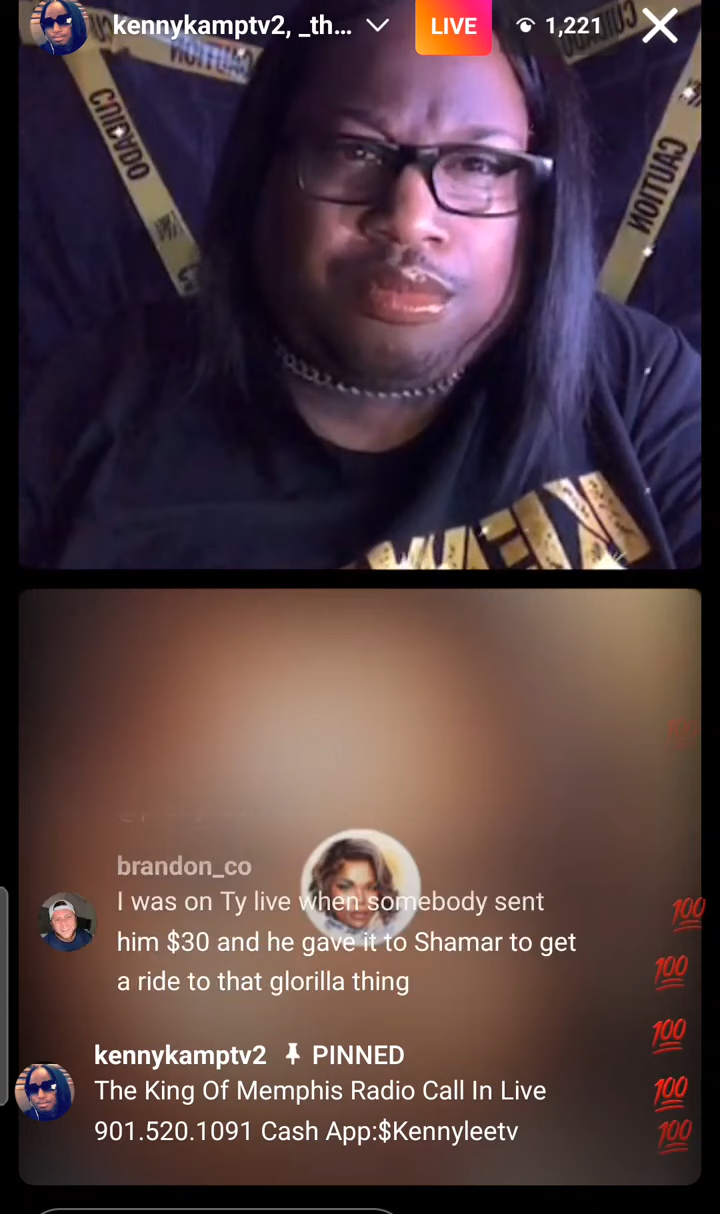 kennykamptv2, _th...
LIVE
1,221
CUIDADO
CAUTION
CAUTION
brandon_co
I was on Ty live when somebody sent
him $30 and he gave it to Shamar to get
a ride to that glorilla thing
kennykamptv2 PINNED
The King Of Memphis Radio Call In Live
901.520.1091 Cash App:$Kennyleetv
100
100
100
100
100